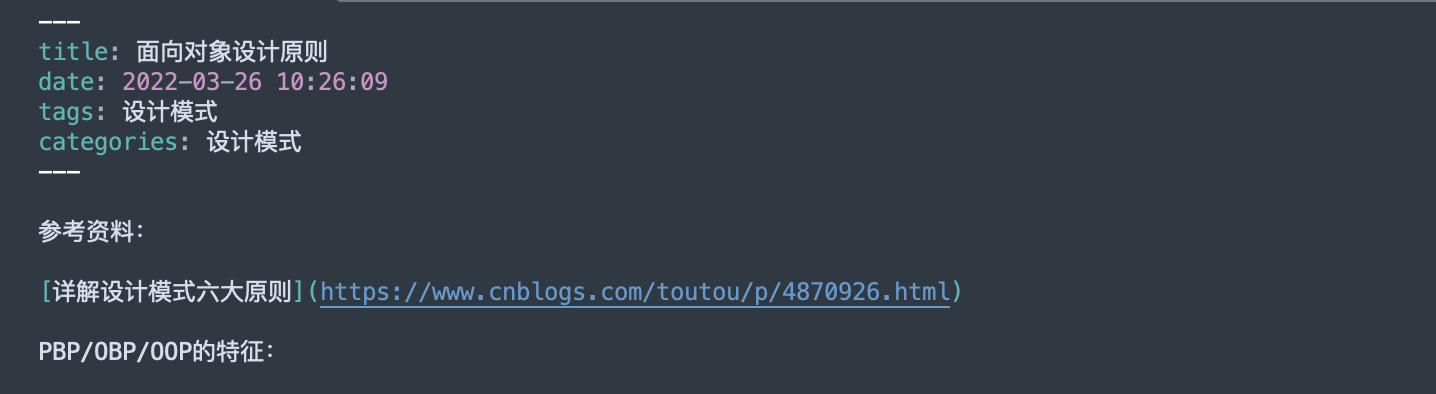 ---
title: 面向对象设计原则
date: 2022-03-26 10:26:09
tags: 设计模式
categories: 设计模式
---
参考资料：
[详解设计模式六大原则](https://www.cnblogs.com/toutou/p/4870926.html)
PBP/OBP/OOP的特征：